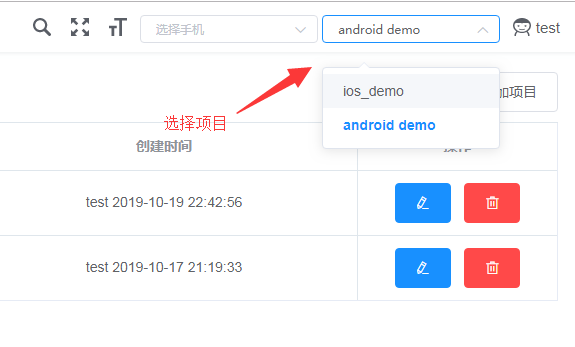 选择手机
android demo
test
ios_demo
android demo
加项目
选择项目
创建时间
操作
test 2019-10-19 22:42:56
test 2019-10-17 21:19:33